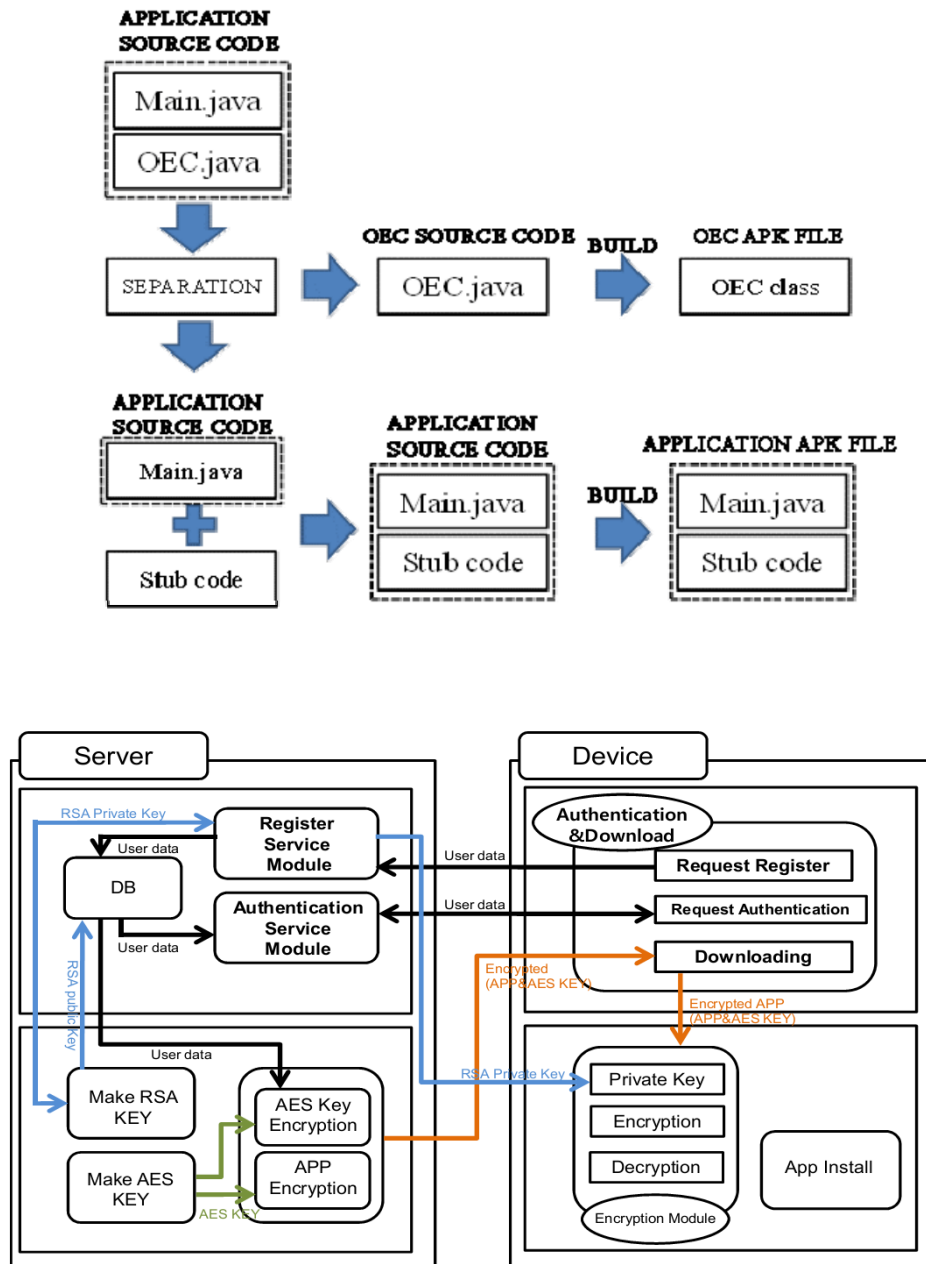 APPLICATION
SOURCE CODE
Main.java
OEC.java
SEPARATION
OEC SOURCE CODE
OEC.java
BUILD
OEC APK FILE
OEC class
APPLICATION
SOURCE CODE
Main.java
Stub code
APPLICATION
SOURCE CODE
Main.java
Stub code
BUILD
APPLICATION APK FILE
Main.java
Stub code
Server
RSA Private Key
Register
Service
Module
User data
DB
Authentication
Service
Module
User data
RSA public Key
User data
Make RSA
KEY
AES Key
Encryption
Make AES
KEY
APP
Encryption
AES KEY
User data
User data
Encrypted
(APP&AES KEY)
RSA Private Key
Device
Authentication
&Download
Request Register
Request Authentication
Downloading
Encrypted APP
(APP&AES KEY)
Private Key
Encryption
Decryption
Encryption Module
App Install